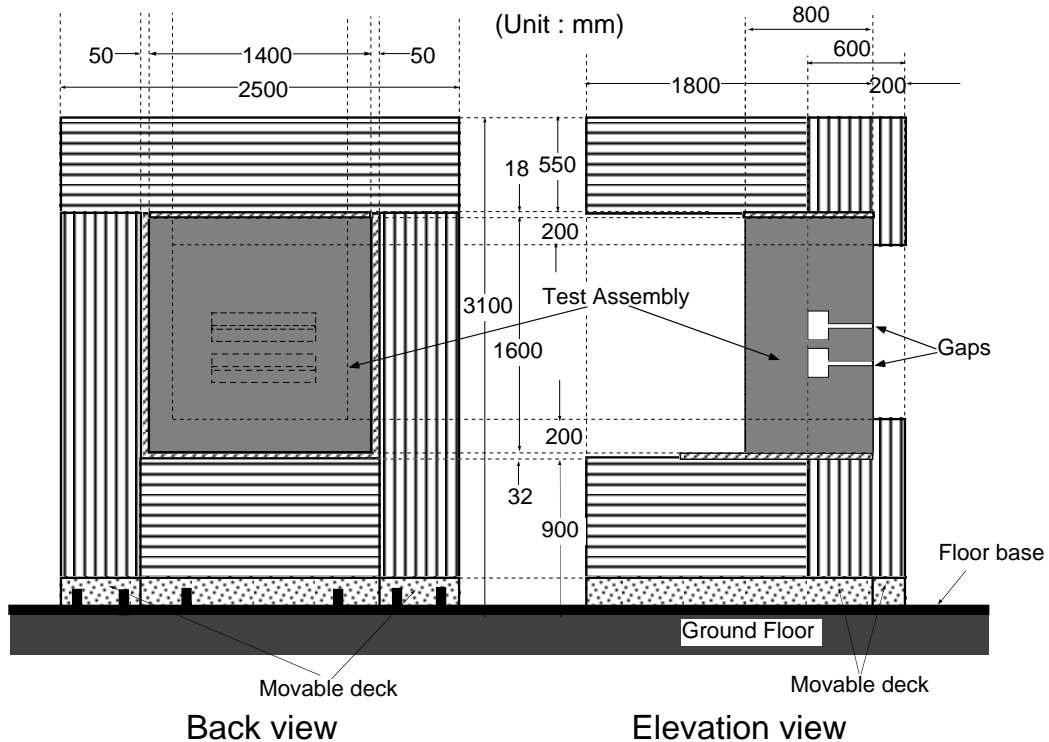 (Unit : mm)
800
50
1400
50
600
2500
1800
200
18
550
200
3100
Test Assembly
1600
Gaps
200
32
900
Floor base
Ground Floor
Movable deck
Movable deck
Back view
Elevation view